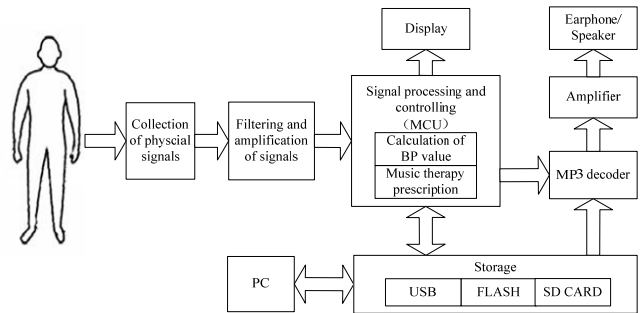 Display
Earphone/
Speaker
Signal processing and
controlling
（MCU）
Calculation of
BP value
Music therapy
prescription
Amplifier
Collection
of physcial
signals
Filtering and
amplification
of signals
MP3 decoder
PC
Storage
USB
FLASH
SD CARD